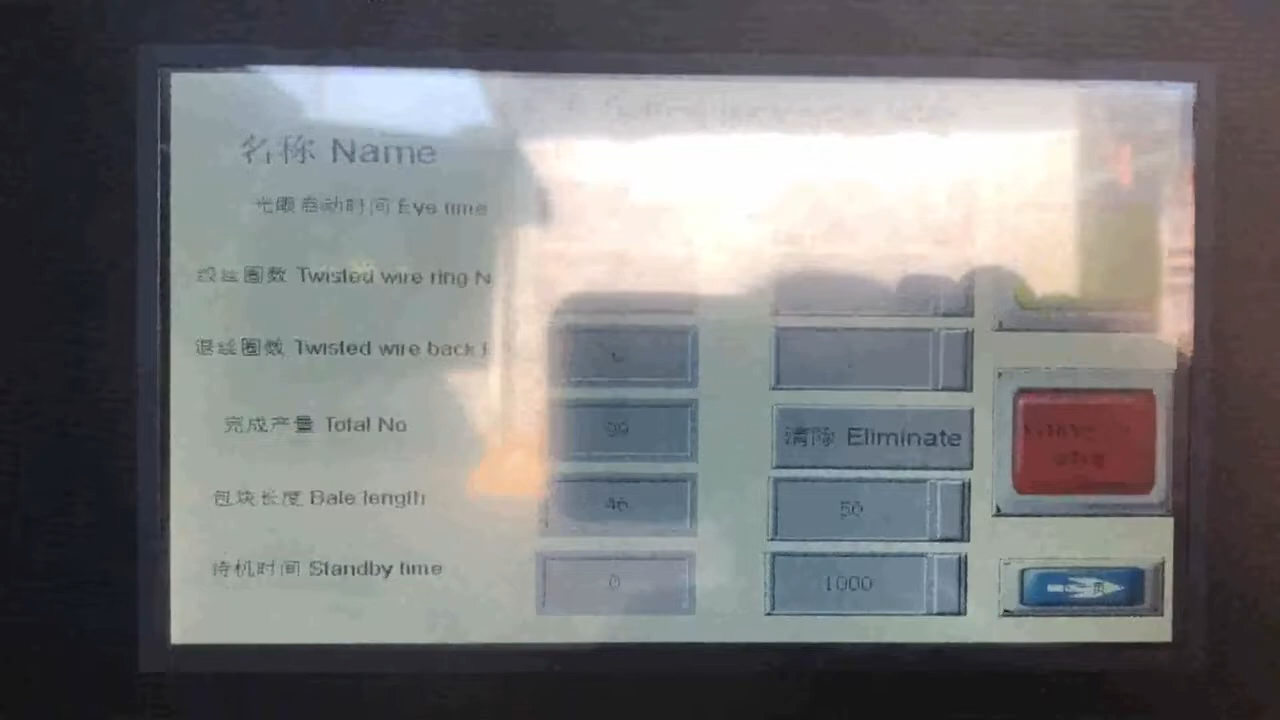 名称 Name
光眼启动时间 Eye time
绞丝圈数 Twisted wire ring N
退丝圈数 Twisted wire back
完成产量 Total No 99 清除 Eliminate
包块长度 Bale length 46 50
待机时间 Standby time 0 1000